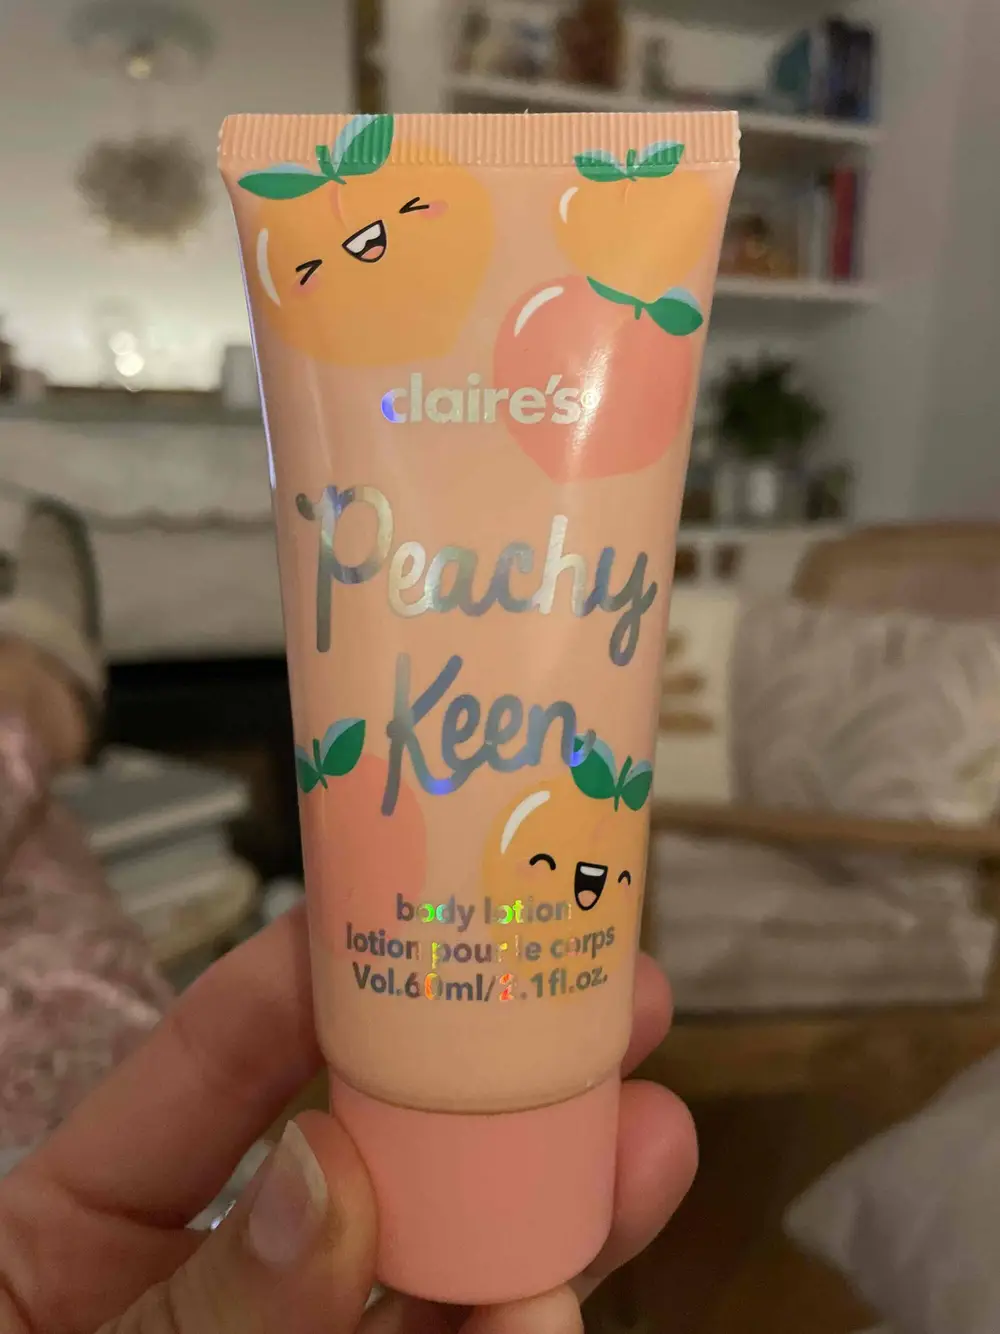 claire's®
Peachy
Keen
body lotion
lotion pour le corps
Vol.60ml/2.1fl.oz.